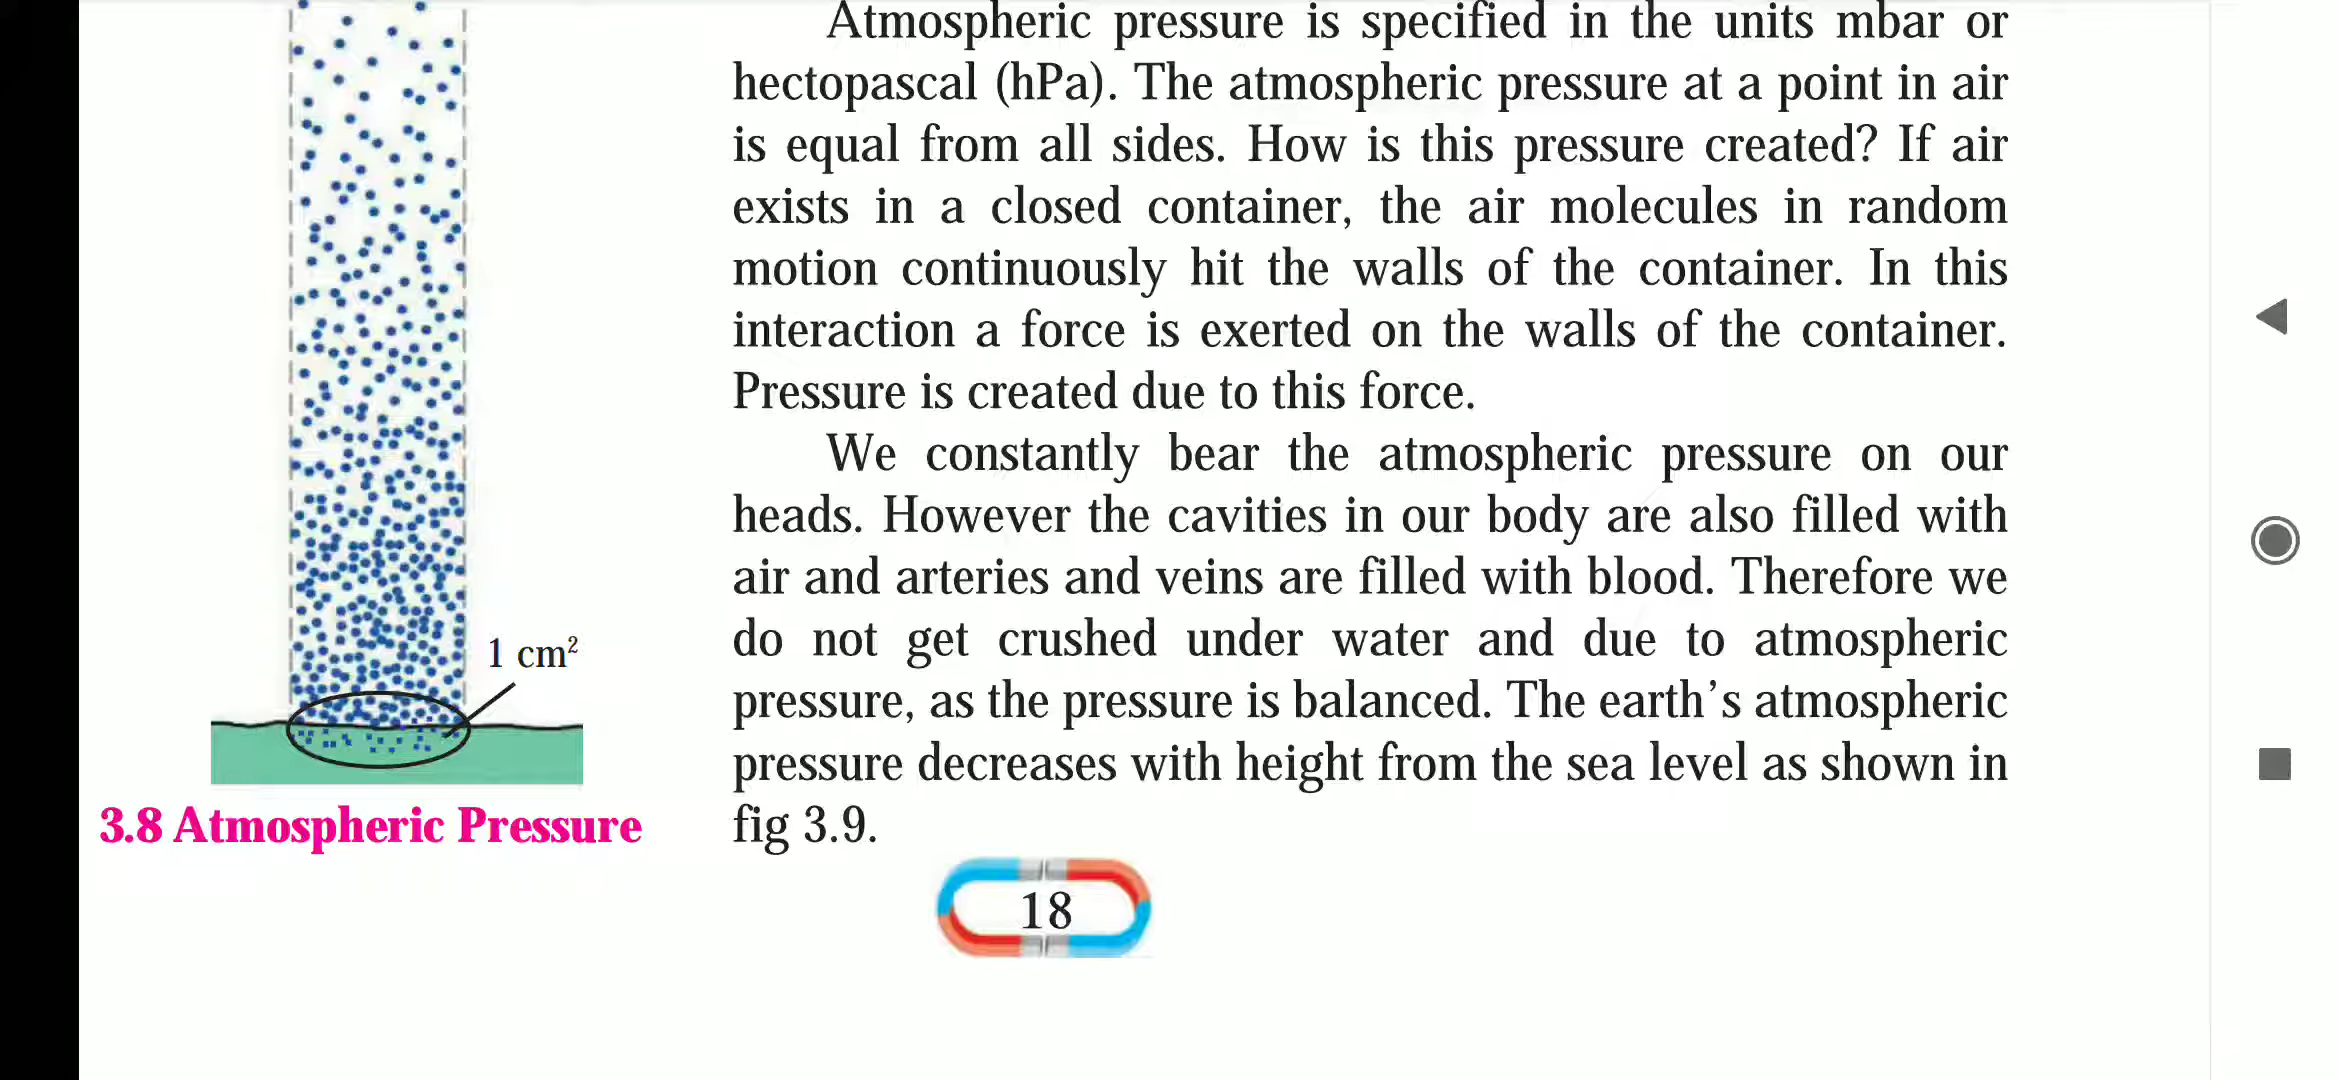 Atmospheric pressure is specified in the units mbar or
hectopascal (hPa). The atmospheric pressure at a point in air
is equal from all sides. How is this pressure created? If air
exists in a closed container, the air molecules in random
motion continuously hit the walls of the container. In this
interaction a force is exerted on the walls of the container.
Pressure is created due to this force.
We constantly bear the atmospheric pressure on our
heads. However the cavities in our body are also filled with
air and arteries and veins are filled with blood. Therefore we
do not get crushed under water and due to atmospheric
pressure, as the pressure is balanced. The earth’s atmospheric
pressure decreases with height from the sea level as shown in
fig 3.9.
1 cm²
3.8 Atmospheric Pressure
18